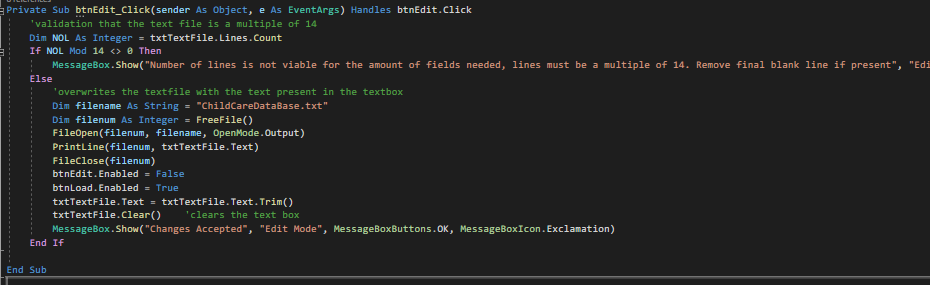 Private Sub btnEdit_Click(sender As Object, e As EventArgs) Handles btnEdit.Click
'validation that the text file is a multiple of 14
Dim NOL As Integer = txtTextFile.Lines.Count
If NOL Mod 14 <> 0 Then
MessageBox.Show("Number of lines is not viable for the amount of fields needed, lines must be a multiple of 14. Remove final blank line if present", "Edi
Else
'overwrites the textfile with the text present in the textbox
Dim filename As String = "ChildCareDataBase.txt"
Dim filenum As Integer = FreeFile()
FileOpen(filenum, filename, OpenMode.Output)
PrintLine(filenum, txtTextFile.Text)
FileClose(filenum)
btnEdit.Enabled = False
btnLoad.Enabled = True
txtTextFile.Text = txtTextFile.Text.Trim()
txtTextFile.Clear() 'clears the text box
MessageBox.Show("Changes Accepted", "Edit Mode", MessageBoxButtons.OK, MessageBoxIcon.Exclamation)
End If
End Sub